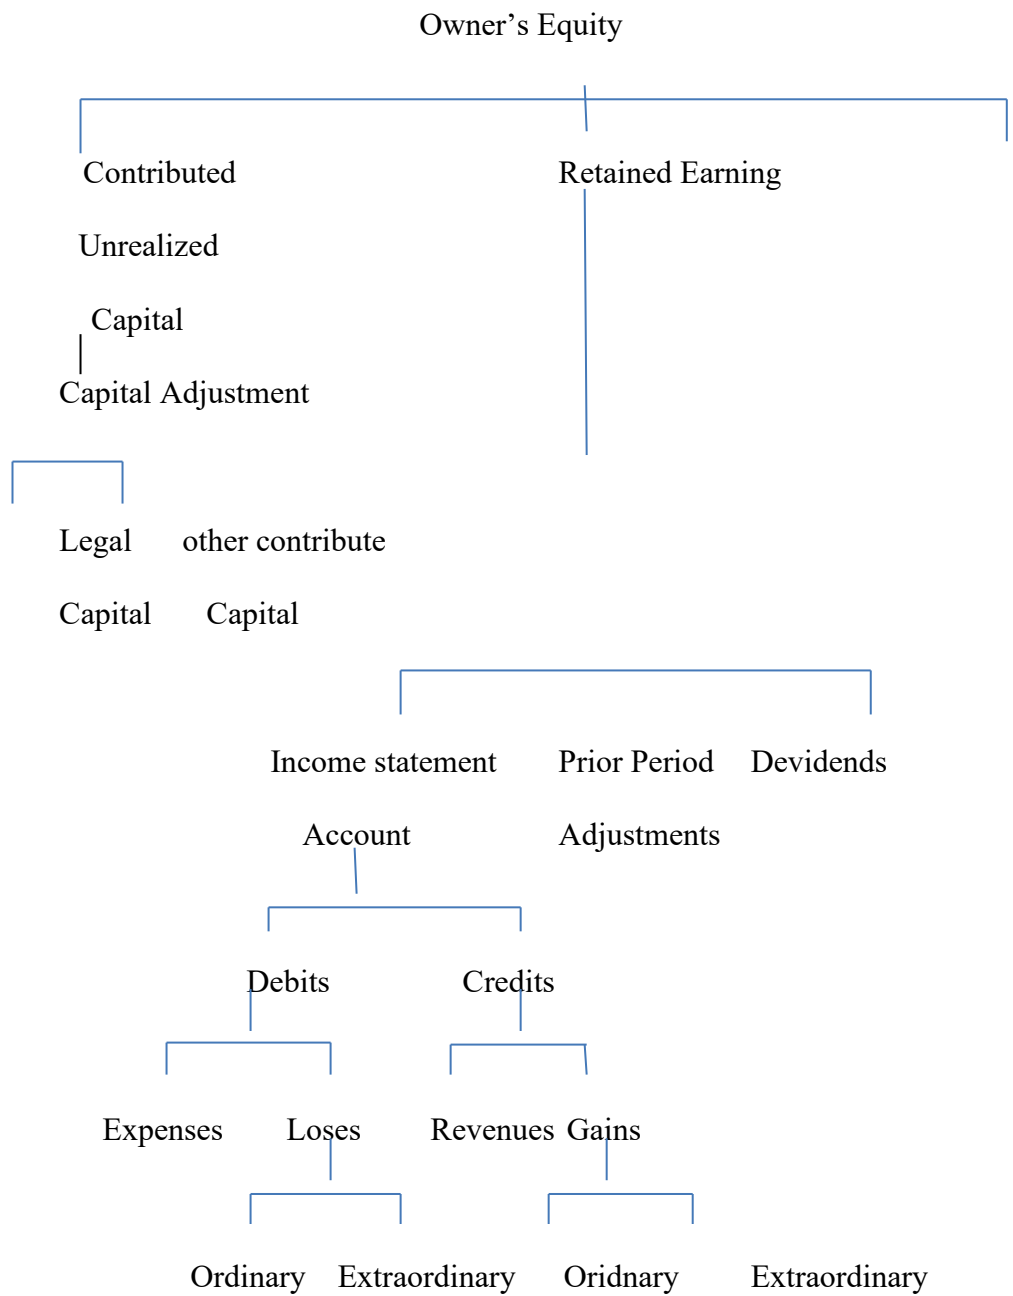 Owner’s Equity
Contributed Retained Earning
Unrealized
Capital
Capital Adjustment
Legal other contribute
Capital Capital
Income statement Prior Period Devidends
Account Adjustments
Debits Credits
Expenses Loses Revenues Gains
Ordinary Extraordinary Oridnary Extraordinary